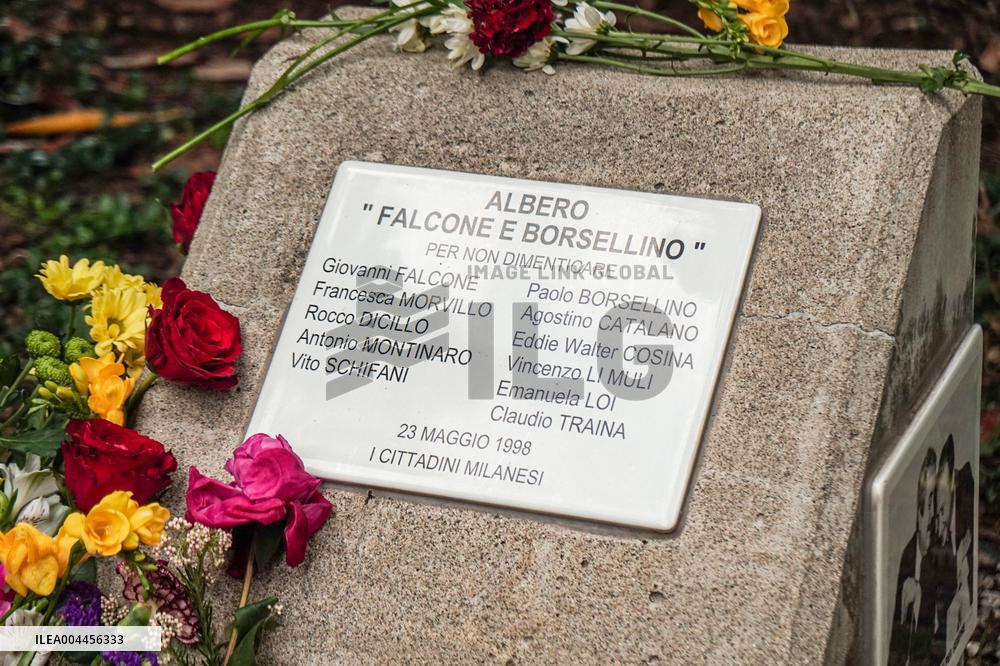 ALBERO
" FALCONE E BORSELLINO "
PER NON DIMENTICARE
Giovanni FALCONE
Francesca MORVILLO
Rocco DICILLO
Antonio MONTINARO
Vito SCHIFANI
Paolo BORSELLINO
Agostino CATALANO
Eddie Walter COSINA
Vincenzo LI MULI
Emanuela LOI
Claudio TRAINA
23 MAGGIO 1998
I CITTADINI MILANESI
IMAGE LINK GLOBAL
ILG
ILEA004456333